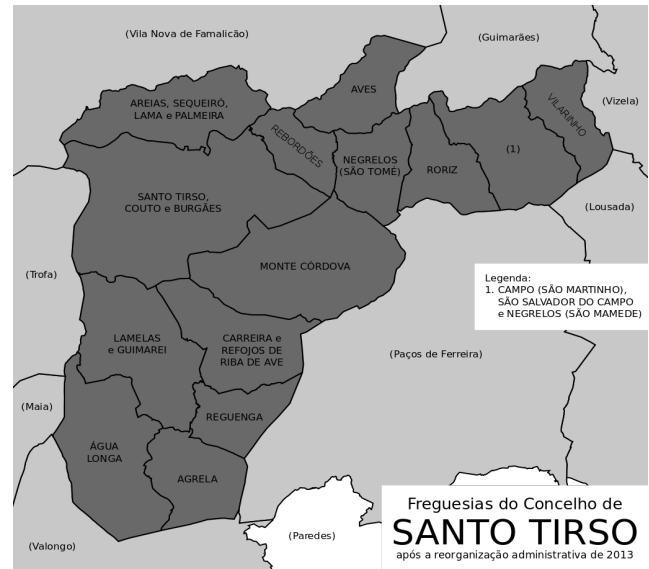 (Vila Nova de Famalicão)
(Guimarães)
AVES
AREIAS, SEQUEIRÓ,
LAMA e PALMEIRA
VILARINHO
(Vizela)
REBORDÕES
NEGRELOS
(SÃO TOMÉ)
RORIZ
(1)
SANTO TIRSO,
COUTO e BURGÃES
(Lousada)
MONTE CÓRDOVA
(Trofa)
Legenda:
1. CAMPO (SÃO MARTINHO),
SÃO SALVADOR DO CAMPO
e NEGRELOS (SÃO MAMEDE)
LAMELAS
e GUIMAREI
CARREIRA e
REFOJOS DE
RIBA DE AVE
(Paços de Ferreira)
(Maia)
REGUENGA
ÁGUA
LONGA
AGRELA
(Valongo)
(Paredes)
Freguesias do Concelho de
SANTO TIRSO
após a reorganização administrativa de 2013